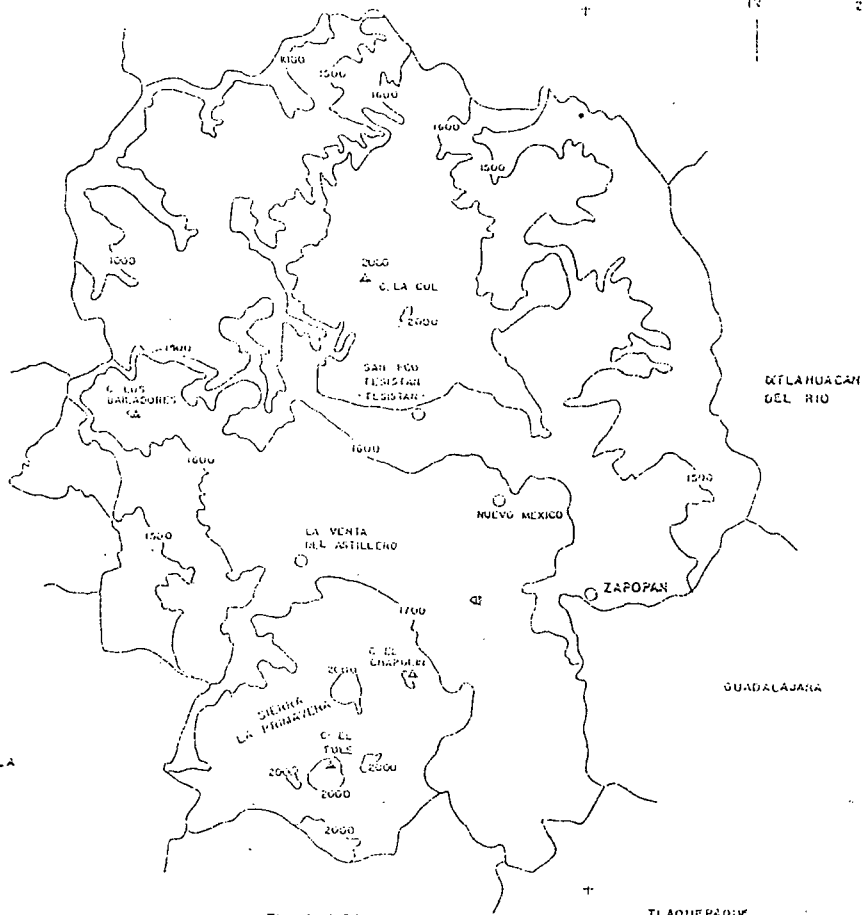 1500
1600
1600
1500
2000
C. LA COL
2000
1500
C. LOS
BAILADORES
SAN FCO
TESISTAN
<TESISTAN>
IXTLAHUACAN
DEL RIO
1600
1600
1500
NUEVO MEXICO
1500
LA VENTA
DEL ASTILLERO
ZAPOPAN
1700
C. EL
CHAPULIN
2000
SIERRA
LA PRIMAVERA
GUADALAJARA
C. EL
TULE
2000
2000
2000
2000
TLAQUEPAQUE